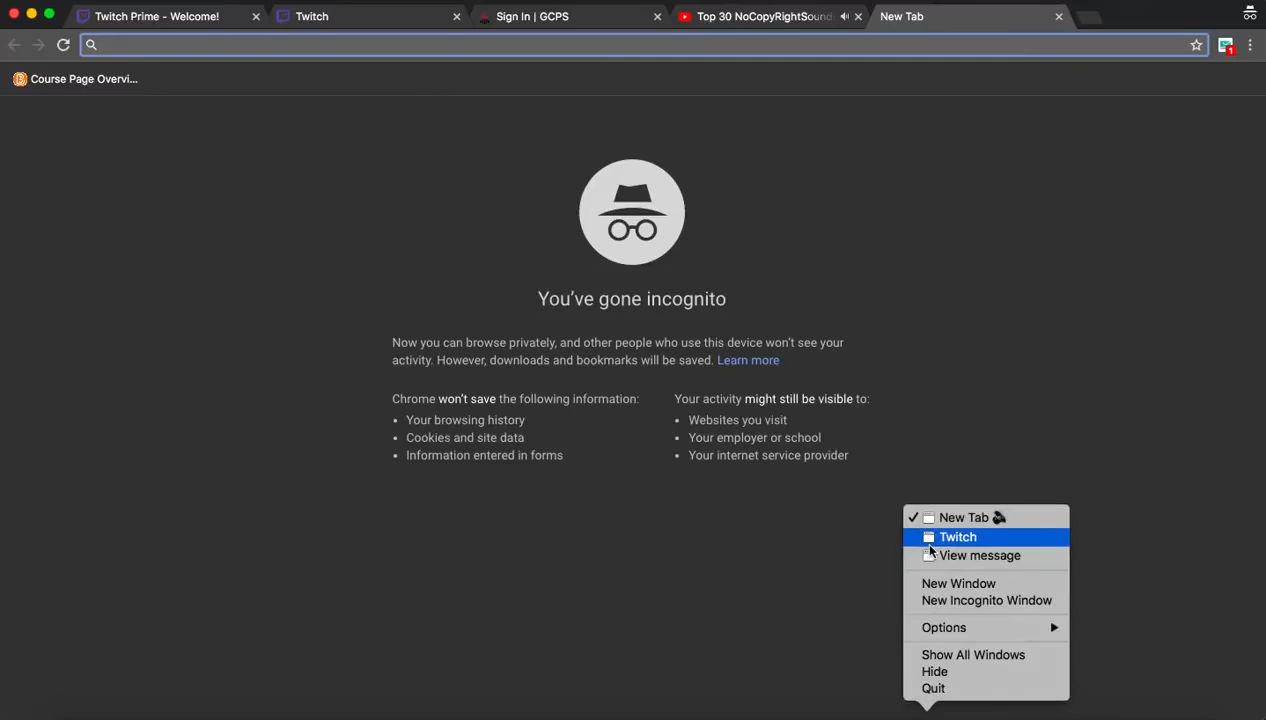 Twitch Prime - Welcome!
Twitch
Sign In | GCPS
Top 30 NoCopyRightSound
New Tab
1
Course Page Overvi...
You've gone incognito
Now you can browse privately, and other people who use this device won't see your
activity. However, downloads and bookmarks will be saved. Learn more
Chrome won't save the following information:
• Your browsing history
• Cookies and site data
• Information entered in forms
Your activity might still be visible to:
• Websites you visit
• Your employer or school
• Your internet service provider
New Tab
Twitch
View message
New Window
New Incognito Window
Options
Show All Windows
Hide
Quit